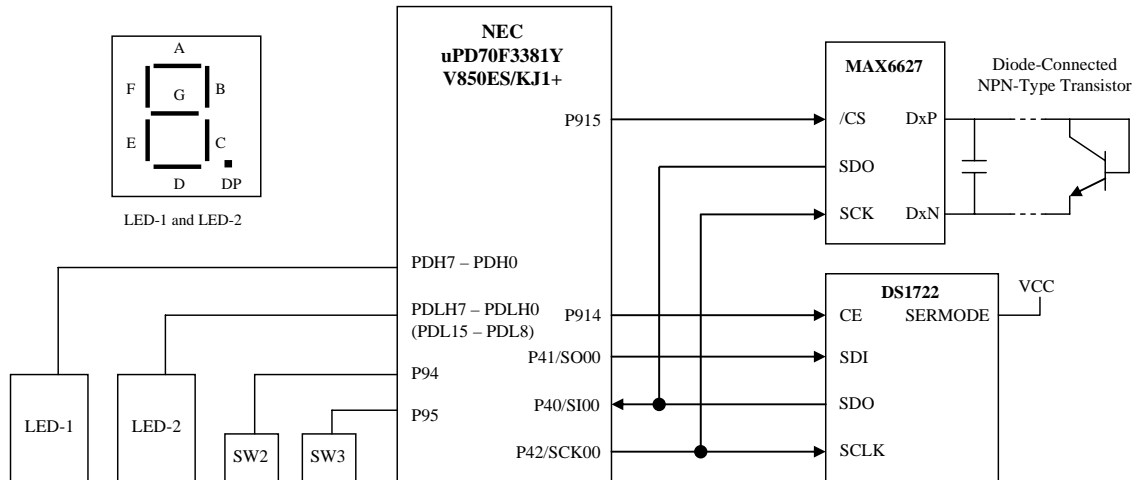 NEC
uPD70F3381Y
V850ES/KJ1+
A
F
G
B
E
C
D
DP
LED-1 and LED-2
MAX6627
Diode-Connected
NPN-Type Transistor
P915
/CS
DxP
SDO
SCK
DxN
PDH7 – PDH0
PDLH7 – PDLH0
(PDL15 – PDL8)
P94
P95
P914
P41/SO00
P40/SI00
P42/SCK00
DS1722
VCC
CE
SERMODE
SDI
SDO
SCLK
LED-1
LED-2
SW2
SW3